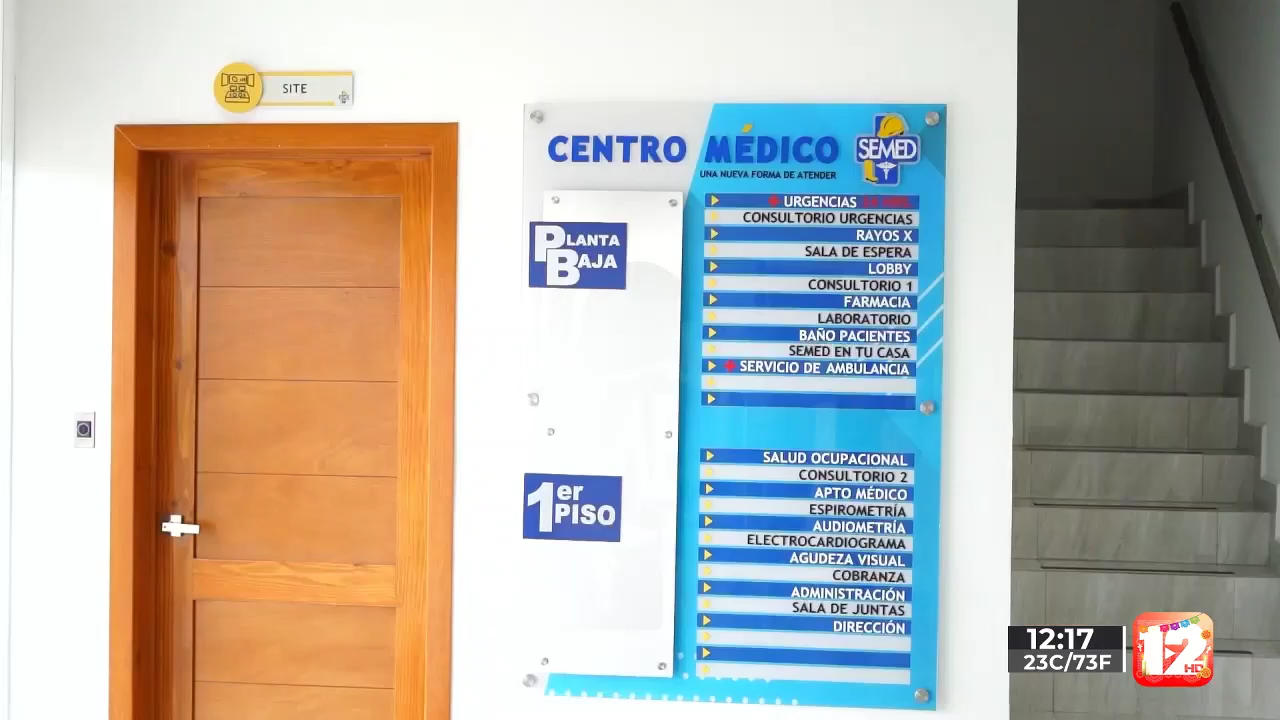 SITE
CENTRO MÉDICO
SEMED
UNA NUEVA FORMA DE ATENDER
PLANTA
BAJA
URGENCIAS
CONSULTORIO URGENCIAS
RAYOS X
SALA DE ESPERA
LOBBY
CONSULTORIO 1
FARMACIA
LABORATORIO
BAÑO PACIENTES
SEMED EN TU CASA
SERVICIO DE AMBULANCIA
1er
PISO
SALUD OCUPACIONAL
CONSULTORIO 2
APTO MÉDICO
ESPIROMETRÍA
AUDIOMETRÍA
ELECTROCARDIOGRAMA
AGUDEZA VISUAL
COBRANZA
ADMINISTRACIÓN
SALA DE JUNTAS
DIRECCIÓN
12:17
23C/73F
12
HD